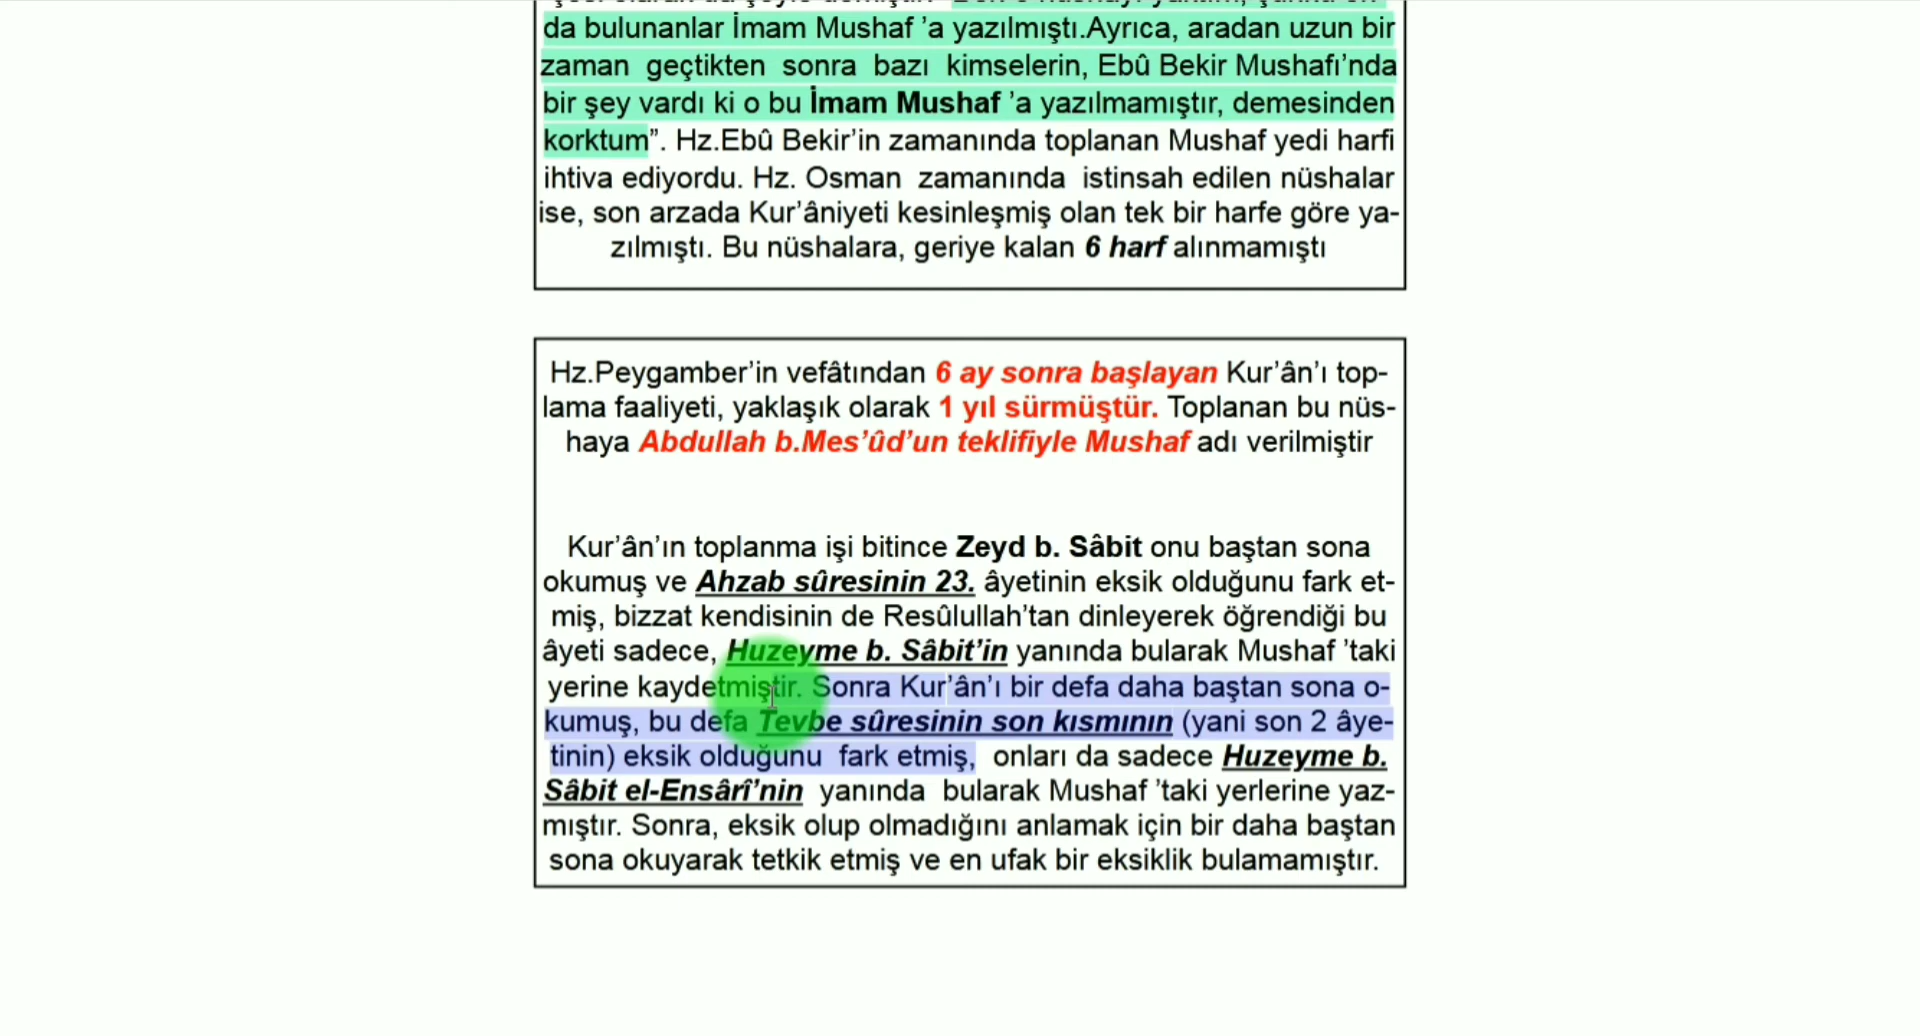 da bulunanlar İmam Mushaf 'a yazılmıştı.Ayrıca, aradan uzun bir
zaman geçtikten sonra bazı kimselerin, Ebû Bekir Mushafı'nda
bir şey vardı ki o bu İmam Mushaf 'a yazılmamıştır, demesinden
korktum”. Hz.Ebû Bekir’in zamanında toplanan Mushaf yedi harfi
ihtiva ediyordu. Hz. Osman zamanında istinsah edilen nüshalar
ise, son arzada Kur’âniyeti kesinleşmiş olan tek bir harfe göre ya-
zılmıştı. Bu nüshalara, geriye kalan 6 harf alınmamıştı
Hz.Peygamber’in vefâtından 6 ay sonra başlayan Kur’ân’ı top-
lama faaliyeti, yaklaşık olarak 1 yıl sürmüştür. Toplanan bu nüs-
haya Abdullah b.Mes’ûd’un teklifiyle Mushaf adı verilmiştir
Kur’ân’ın toplanma işi bitince Zeyd b. Sâbit onu baştan sona
okumuş ve Ahzab sûresinin 23. âyetinin eksik olduğunu fark et-
miş, bizzat kendisinin de Resûlullah’tan dinleyerek öğrendiği bu
âyeti sadece, Huzeyme b. Sâbit’in yanında bularak Mushaf ’taki
yerine kaydetmiştir. Sonra Kur’ân’ı bir defa daha baştan sona o-
kumuş, bu defa Tevbe sûresinin son kısmının (yani son 2 âye-
tinin) eksik olduğunu fark etmiş, onları da sadece Huzeyme b.
Sâbit el-Ensârî’nin yanında bularak Mushaf ’taki yerlerine yaz-
mıştır. Sonra, eksik olup olmadığını anlamak için bir daha baştan
sona okuyarak tetkik etmiş ve en ufak bir eksiklik bulamamıştır.